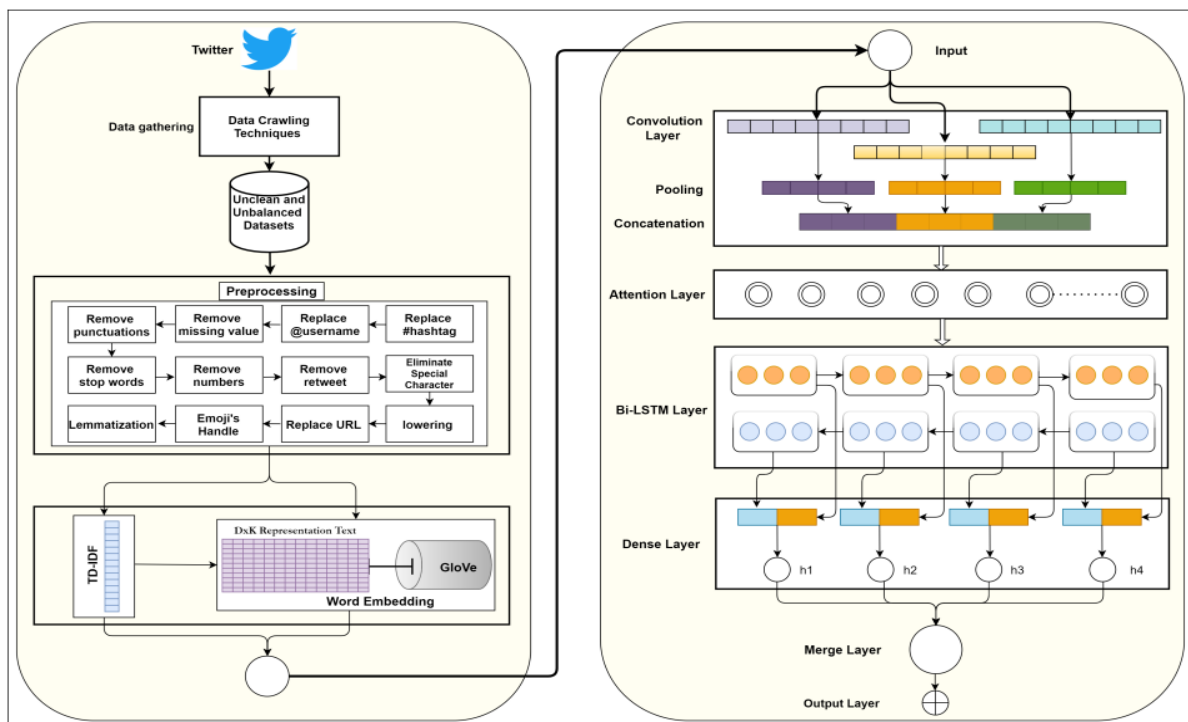 Twitter
Data gathering
Data Crawling
Techniques
Unclean and
Unbalanced
Datasets
Preprocessing
Remove
punctuations
Remove
missing value
Replace
@username
Replace
#hashtag
Remove
stop words
Remove
numbers
Remove
retweet
Eliminate
Special
Character
Lemmatization
Emoji's
Handle
Replace URL
lowering
TD-IDF
DxK Representation Text
GloVe
Word Embedding
Input
Convolution
Layer
Pooling
Concatenation
Attention Layer
Bi-LSTM Layer
Dense Layer
h1
h2
h3
h4
Merge Layer
Output Layer